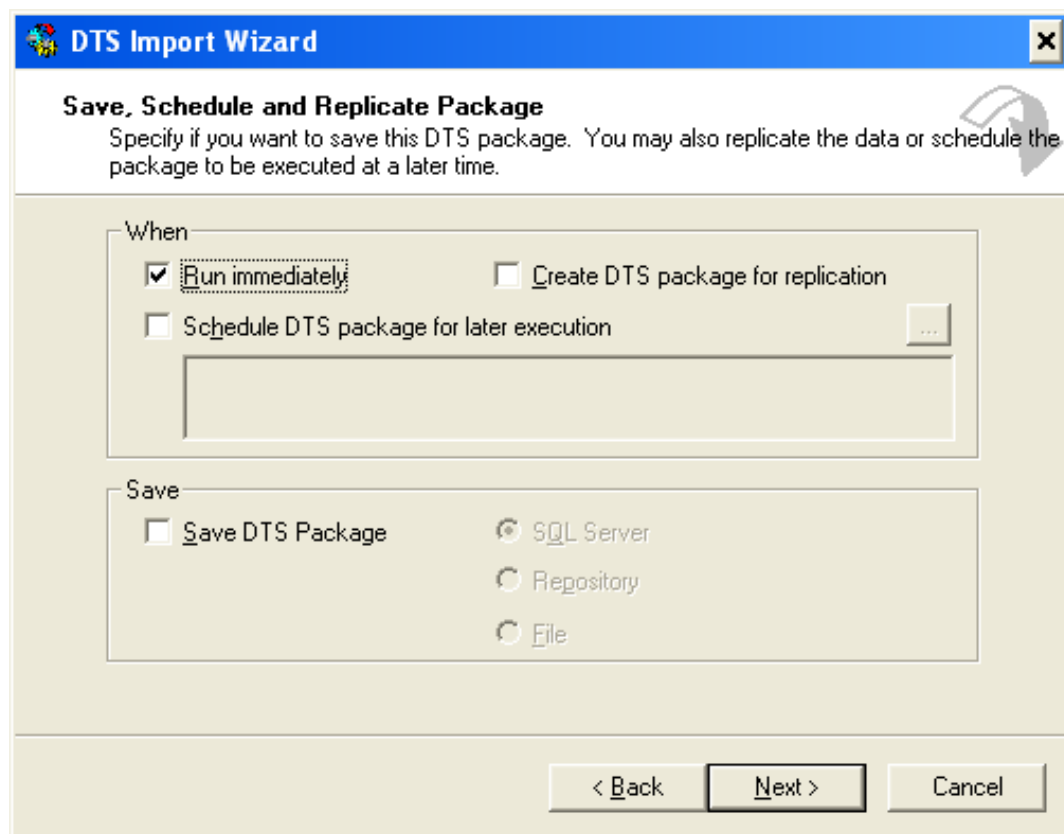 DTS Import Wizard
Save, Schedule and Replicate Package
Specify if you want to save this DTS package. You may also replicate the data or schedule the
package to be executed at a later time.
When
Run immediately
Create DTS package for replication
Schedule DTS package for later execution
...
Save
Save DTS Package
SQL Server
Repository
File
< Back
Next >
Cancel